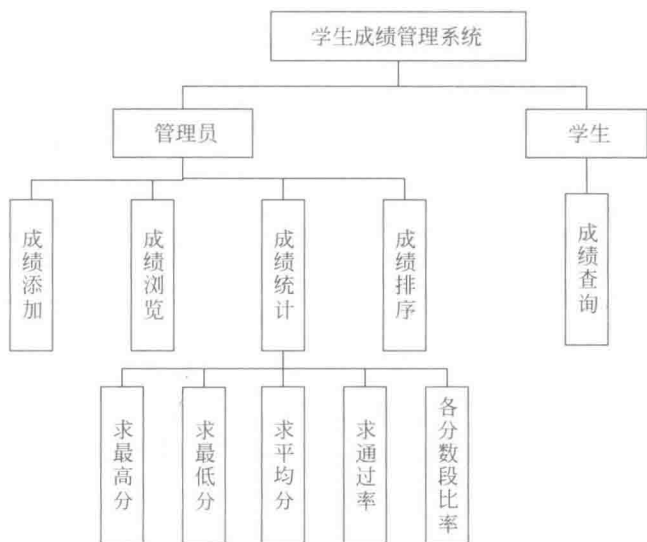 学生成绩管理系统
管理员
学生
成绩添加
成绩浏览
成绩统计
成绩排序
成绩查询
求最高分
求最低分
求平均分
求通过率
各分数段比率